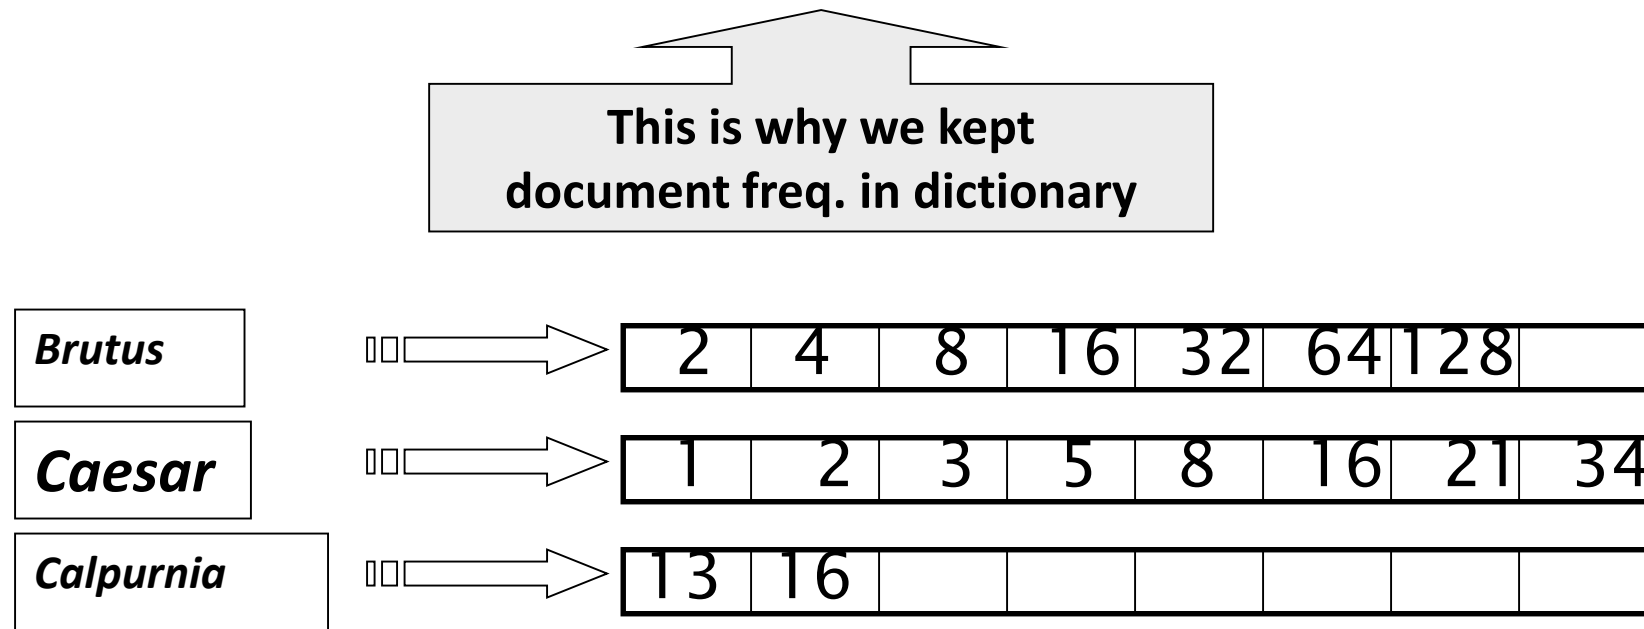 This is why we kept
document freq. in dictionary
Brutus 2 4 8 16 32 64 128
Caesar 1 2 3 5 8 16 21 34
Calpurnia 13 16